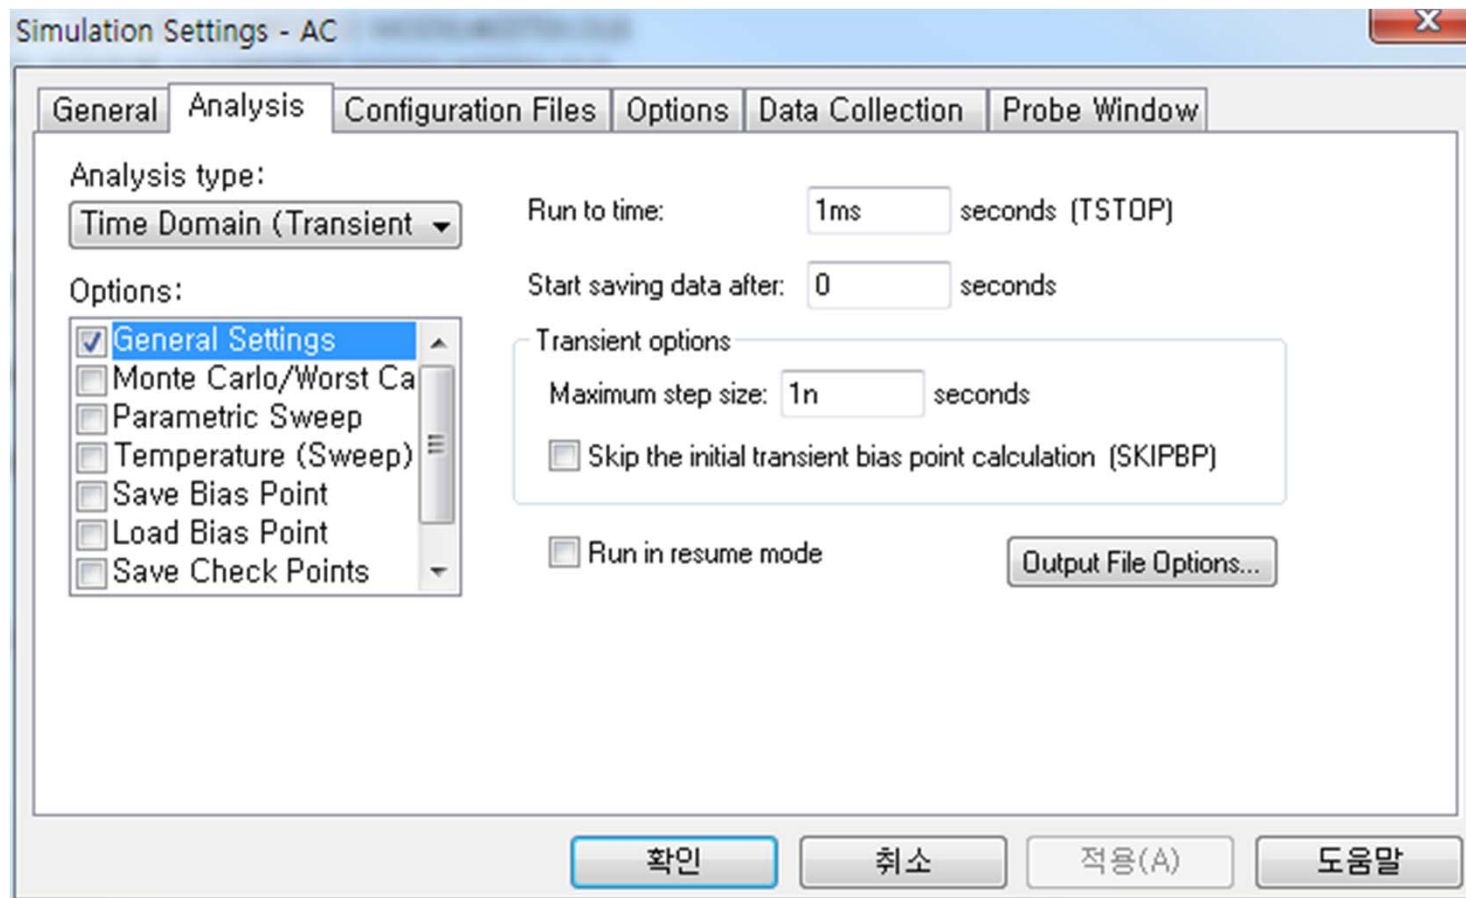 Simulation Settings - AC
General Analysis Configuration Files Options Data Collection Probe Window
Analysis type:
Time Domain (Transient
Run to time: 1ms seconds (TSTOP)
Start saving data after: 0 seconds
Options:
General Settings
Monte Carlo/Worst Ca
Parametric Sweep
Temperature (Sweep)
Save Bias Point
Load Bias Point
Save Check Points
Transient options
Maximum step size: 1n seconds
Skip the initial transient bias point calculation (SKIPBP)
Run in resume mode
Output File Options...
확인 취소 적용(A) 도움말